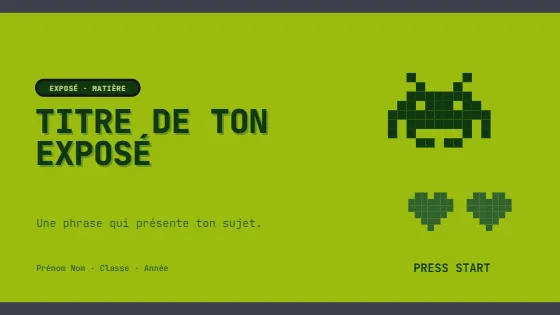 EXPOSÉ · MATIÈRE
TITRE DE TON
EXPOSÉ
Une phrase qui présente ton sujet.
Prénom Nom · Classe · Année
PRESS START